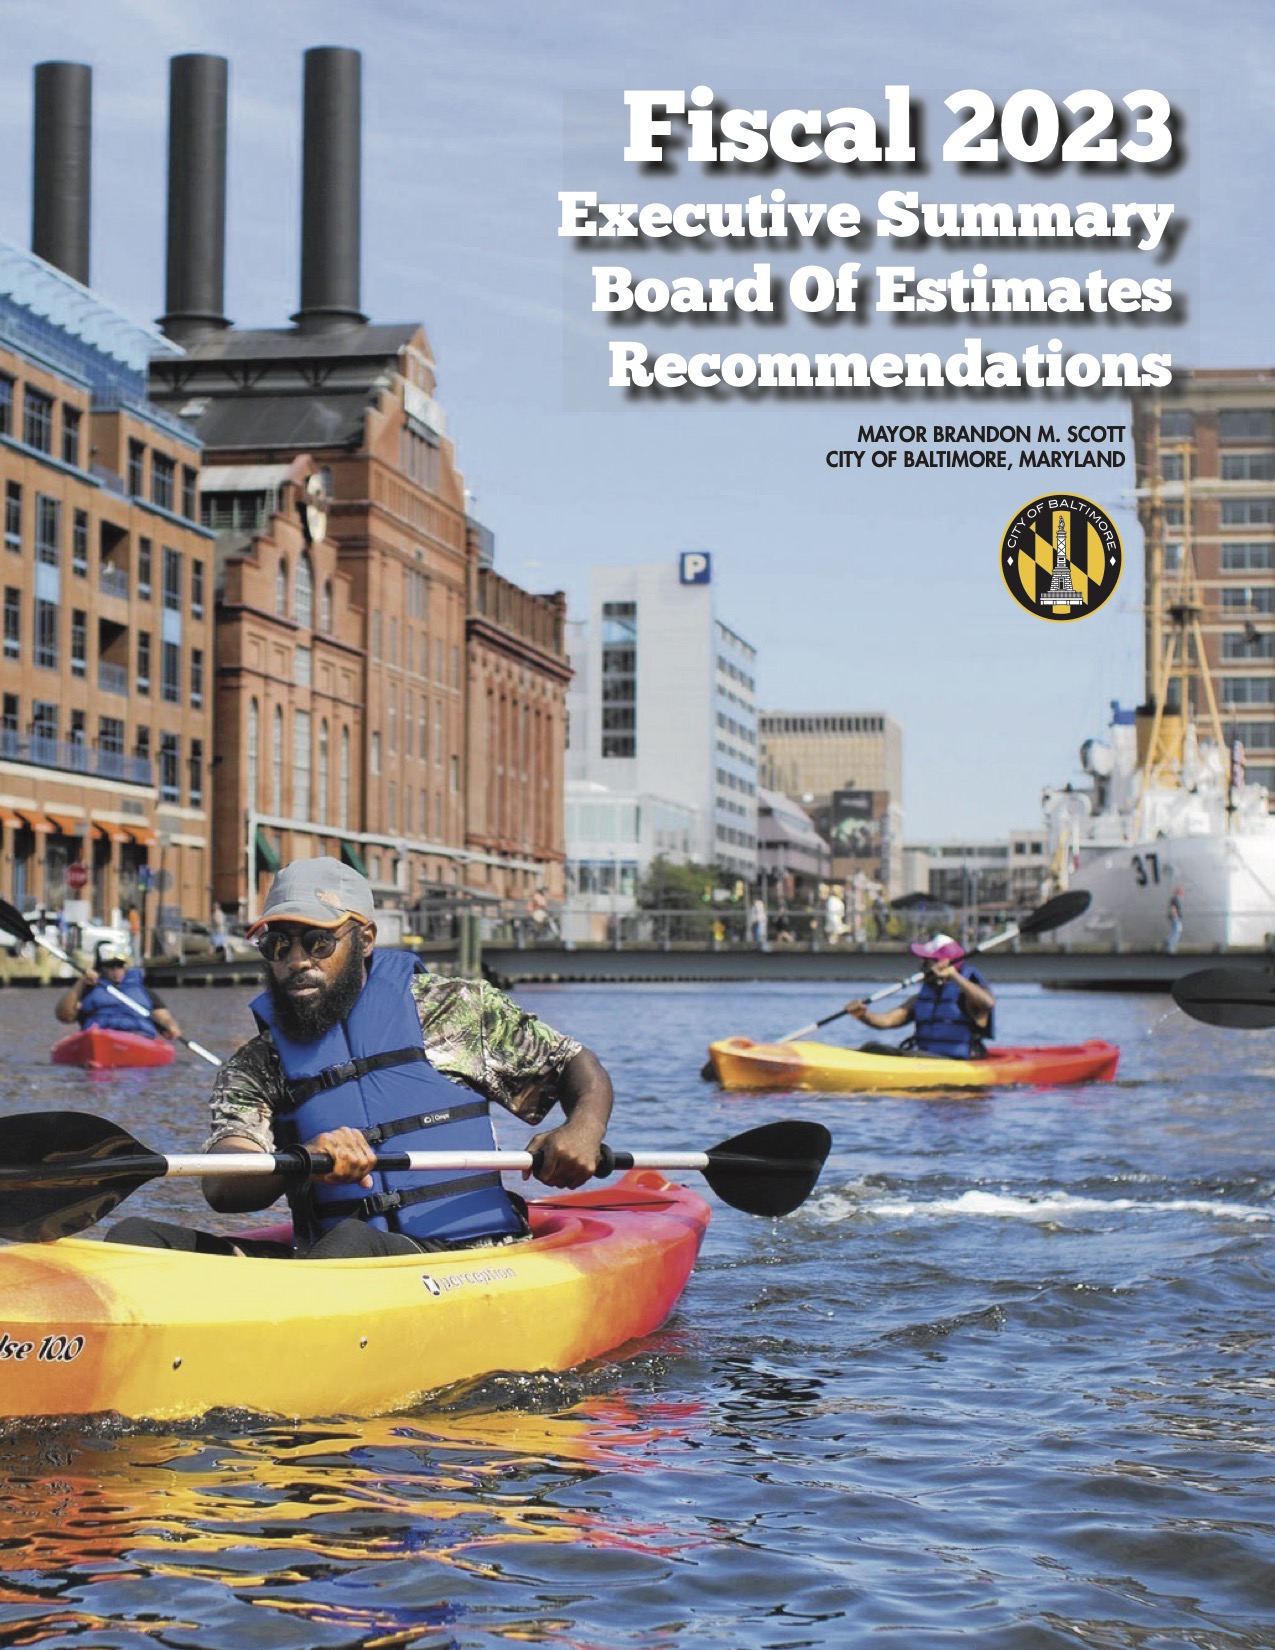 Fiscal 2023
Executive Summary
Board Of Estimates
Recommendations
MAYOR BRANDON M. SCOTT
CITY OF BALTIMORE, MARYLAND
CITY OF BALTIMORE
P
37
perception
lse 10.0